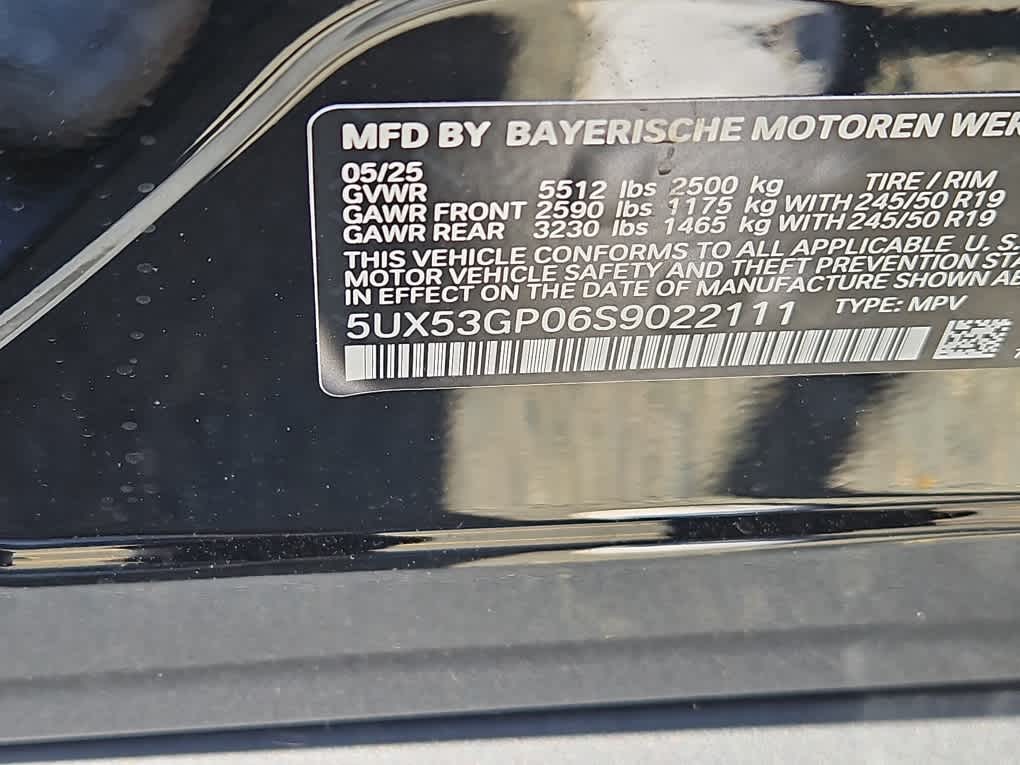 MFD BY BAYERISCHE MOTOREN WER
05/25
GVWR 5512 lbs 2500 kg TIRE / RIM
GAWR FRONT 2590 lbs 1175 kg WITH 245/50 R19
GAWR REAR 3230 lbs 1465 kg WITH 245/50 R19
THIS VEHICLE CONFORMS TO ALL APPLICABLE U. S.
MOTOR VEHICLE SAFETY AND THEFT PREVENTION STA
IN EFFECT ON THE DATE OF MANUFACTURE SHOWN AB
5UX53GP06S9022111 TYPE: MPV